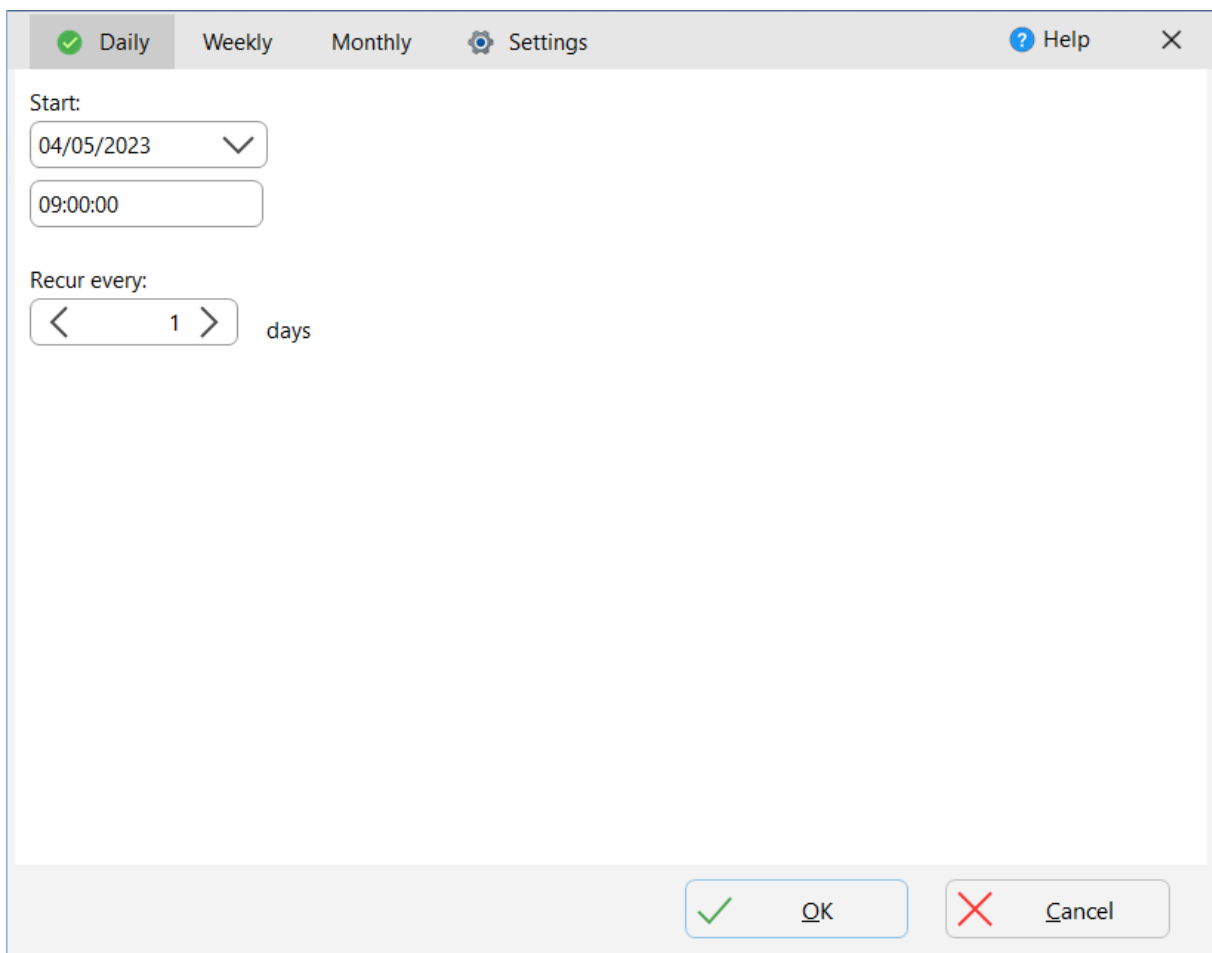 Daily Weekly Monthly Settings Help
Start:
04/05/2023
09:00:00
Recur every:
1 days
OK Cancel